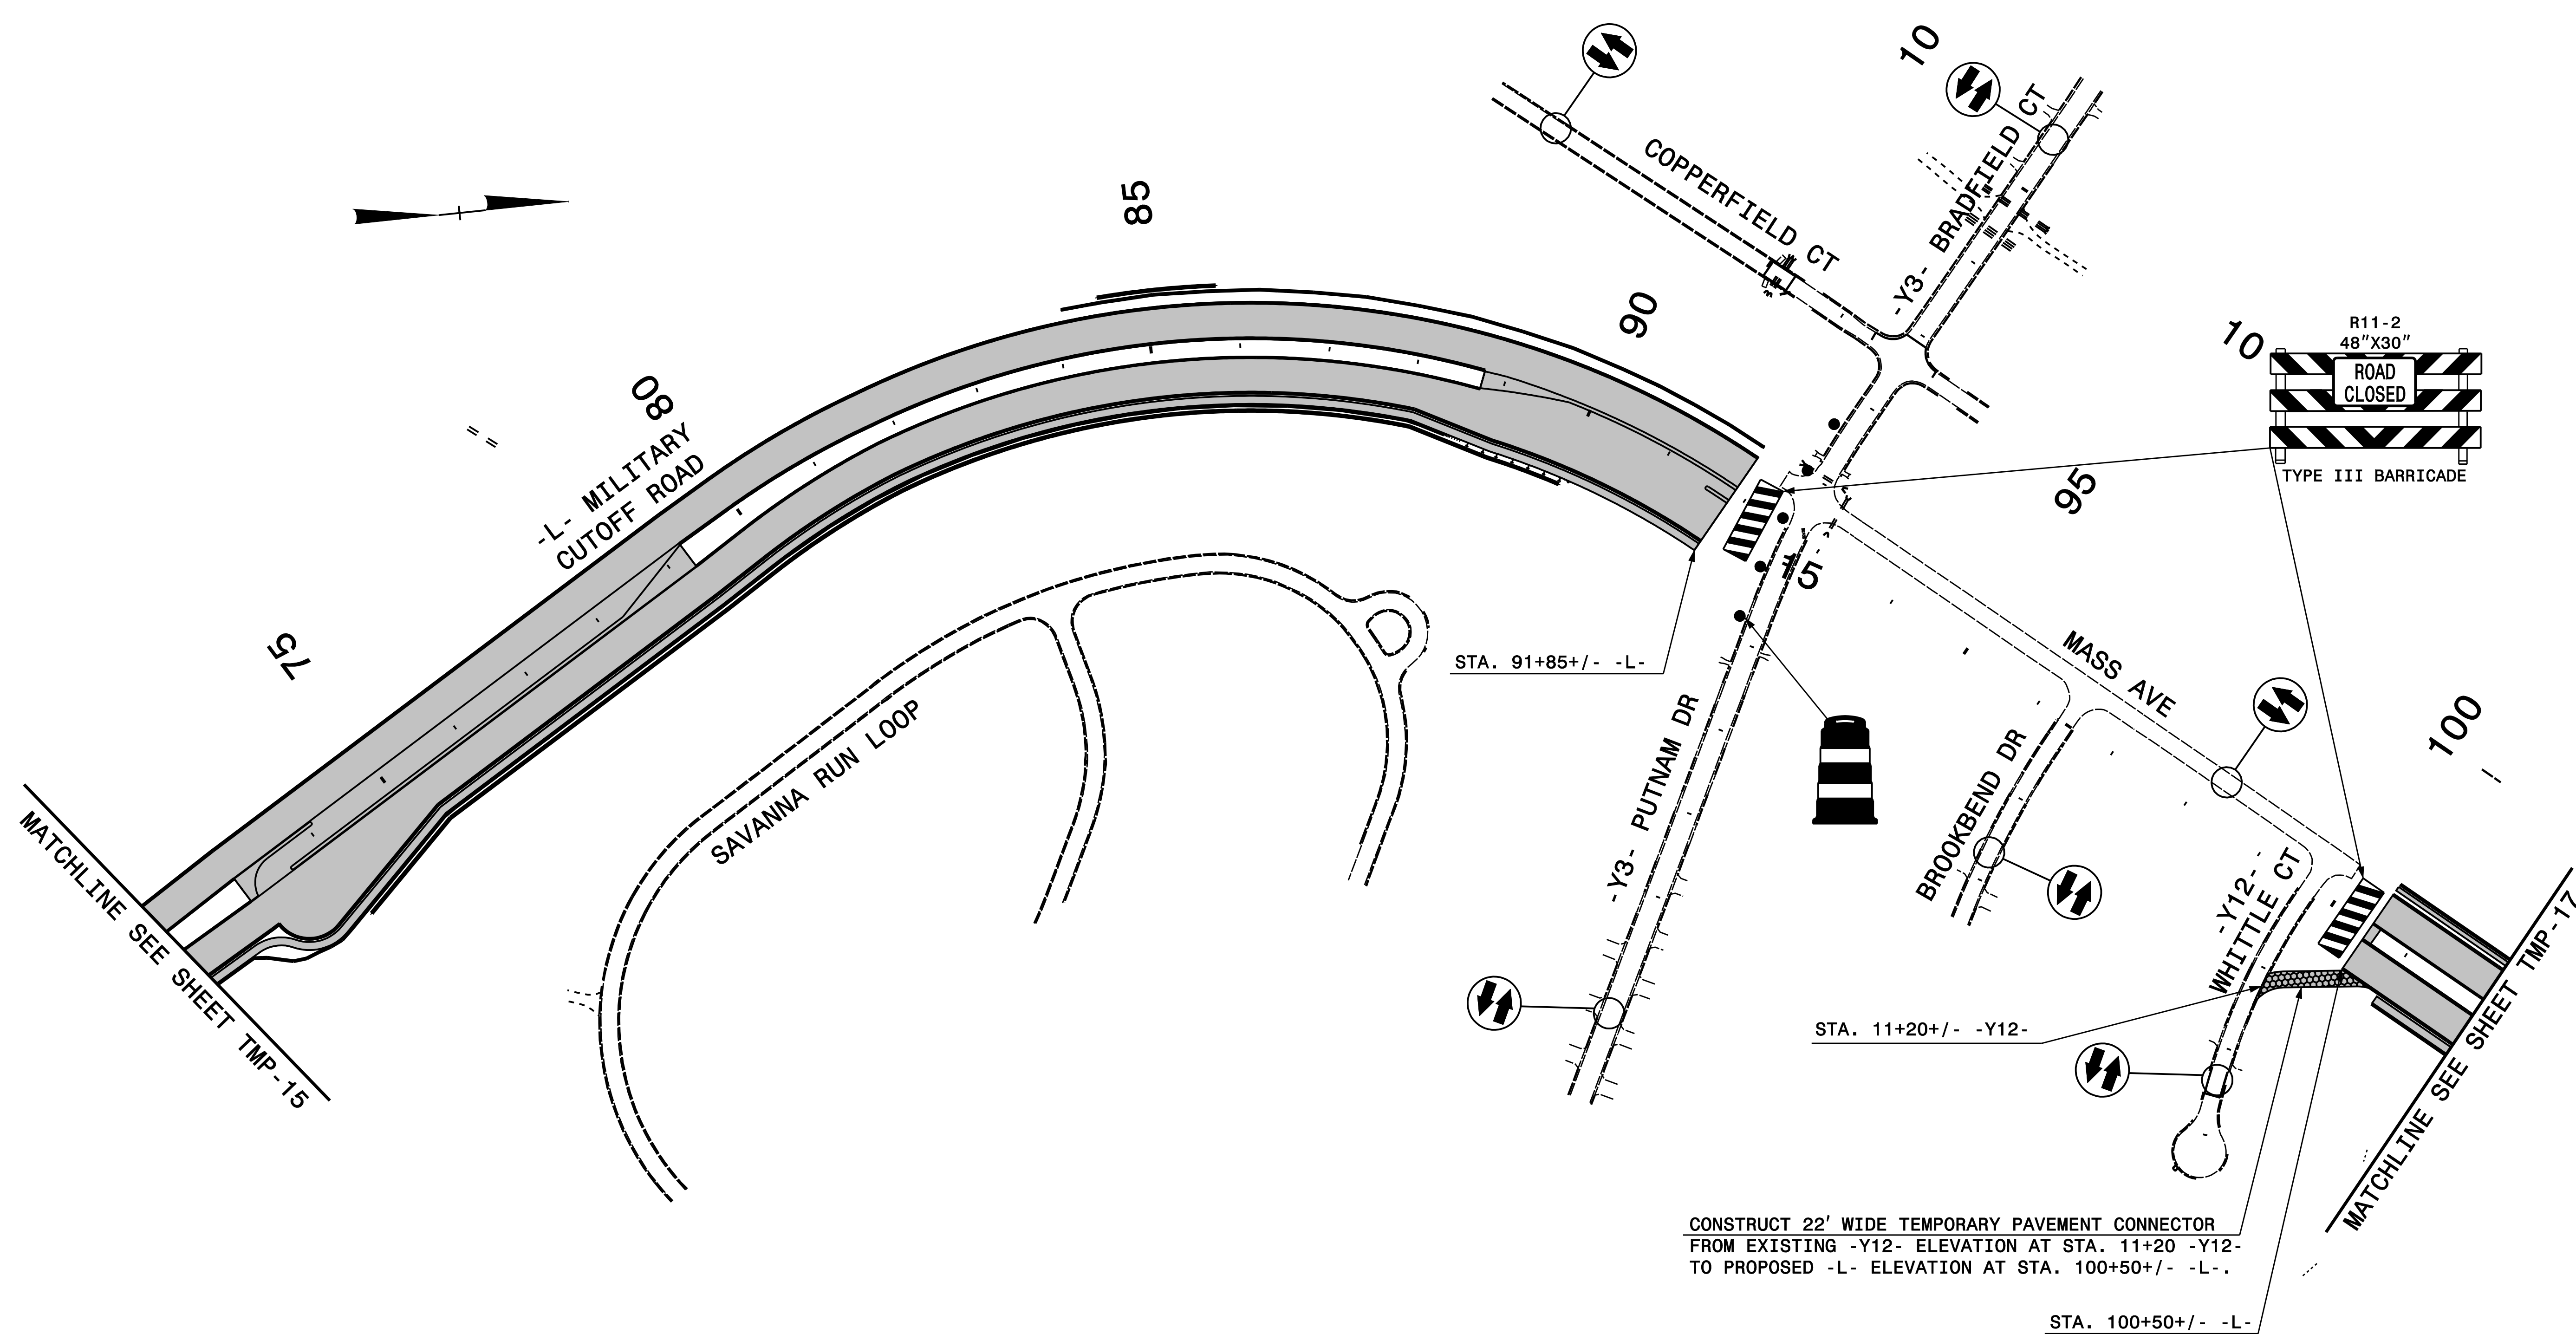 10
COPPERFIELD CT
-Y3- BRADFIELD CT
85
90
80
-L- MILITARY
CUTOFF ROAD
75
10
R11-2
48"X30"
ROAD
CLOSED
TYPE III BARRICADE
95
15
STA. 91+85+/- -L-
MASS AVE
100
SAVANNA RUN LOOP
-Y3- PUTNAM DR
BROOKBEND DR
-Y12-
WHITTLE CT
MATCHLINE SEE SHEET TMP-15
MATCHLINE SEE SHEET TMP-17
STA. 11+20+/- -Y12-
CONSTRUCT 22' WIDE TEMPORARY PAVEMENT CONNECTOR
FROM EXISTING -Y12- ELEVATION AT STA. 11+20 -Y12-
TO PROPOSED -L- ELEVATION AT STA. 100+50+/- -L-.
STA. 100+50+/- -L-